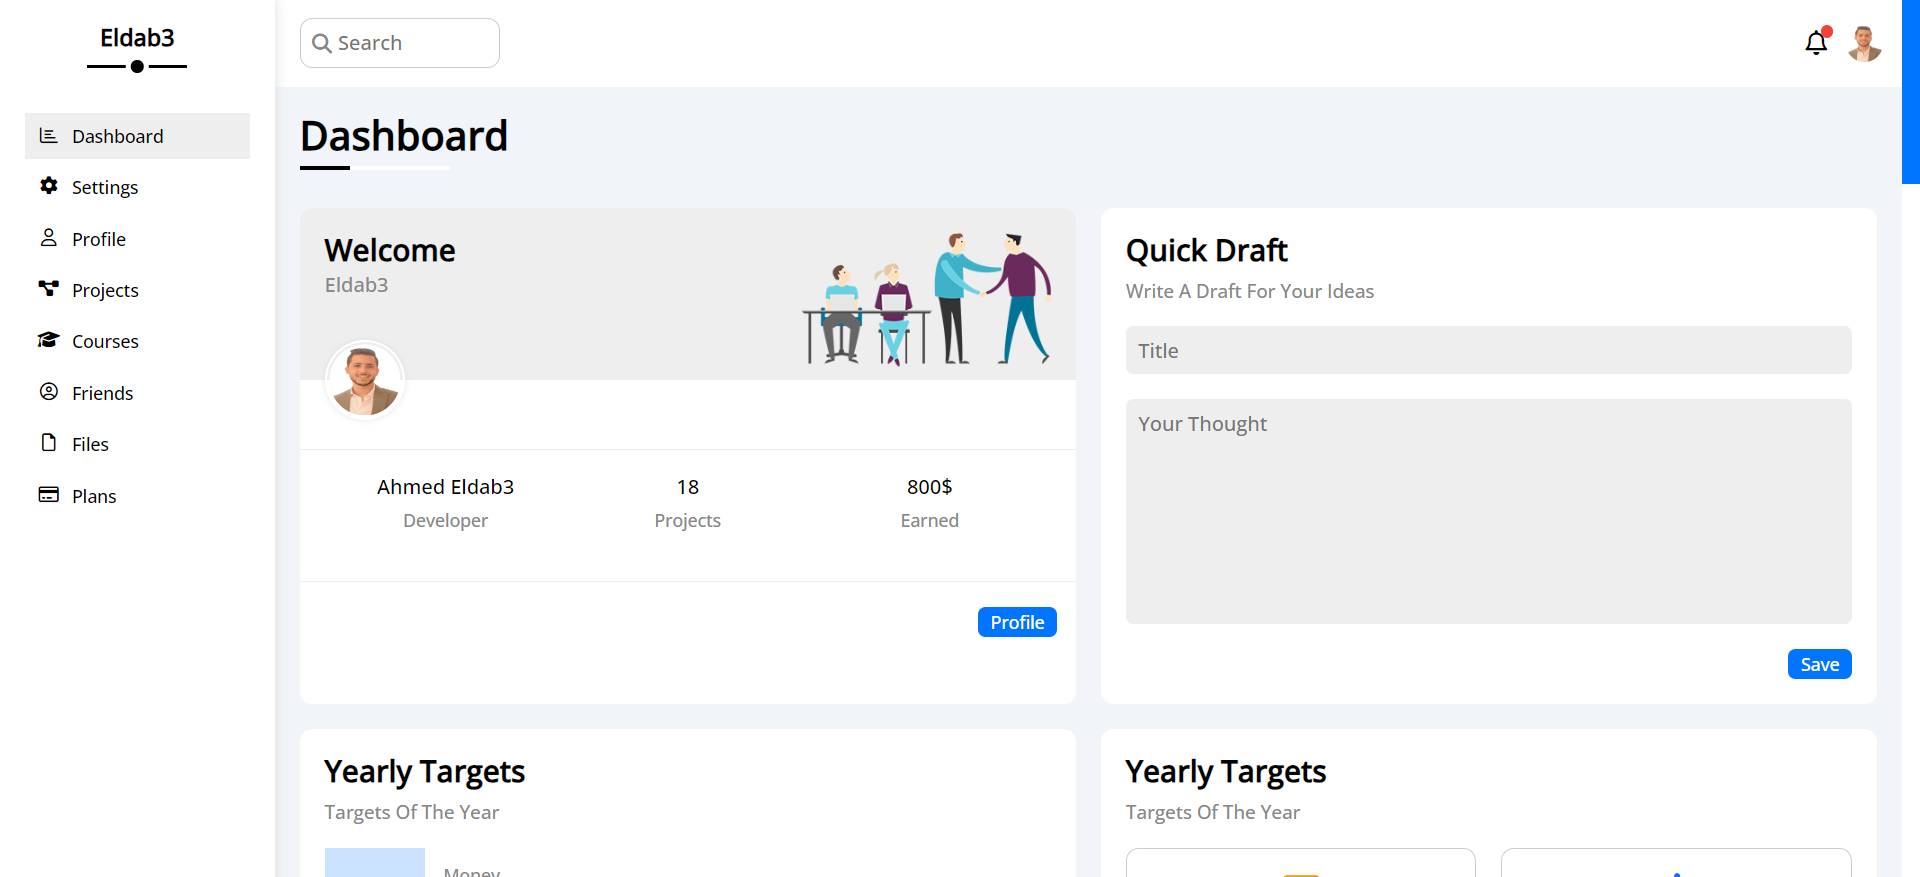 Eldab3
Search
Dashboard
Settings
Profile
Projects
Courses
Friends
Files
Plans
Dashboard
Welcome
Eldab3
Ahmed Eldab3
Developer
18
Projects
800$
Earned
Profile
Quick Draft
Write A Draft For Your Ideas
Title
Your Thought
Save
Yearly Targets
Targets Of The Year
Money
Yearly Targets
Targets Of The Year